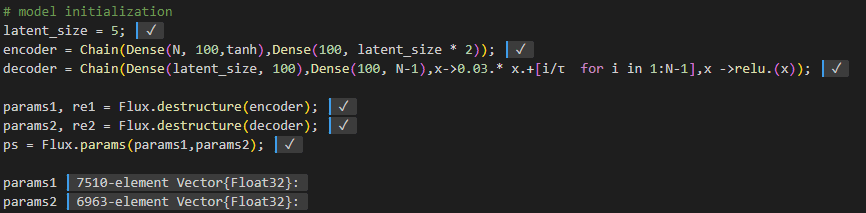 # model initialization
latent_size = 5; ✓
encoder = Chain(Dense(N, 100,tanh),Dense(100, latent_size * 2)); ✓
decoder = Chain(Dense(latent_size, 100),Dense(100, N-1),x->0.03.* x.+[i/τ  for i in 1:N-1],x ->relu.(x)); ✓
params1, re1 = Flux.destructure(encoder); ✓
params2, re2 = Flux.destructure(decoder); ✓
ps = Flux.params(params1,params2); ✓
params1 7510-element Vector{Float32}:
params2 6963-element Vector{Float32}: